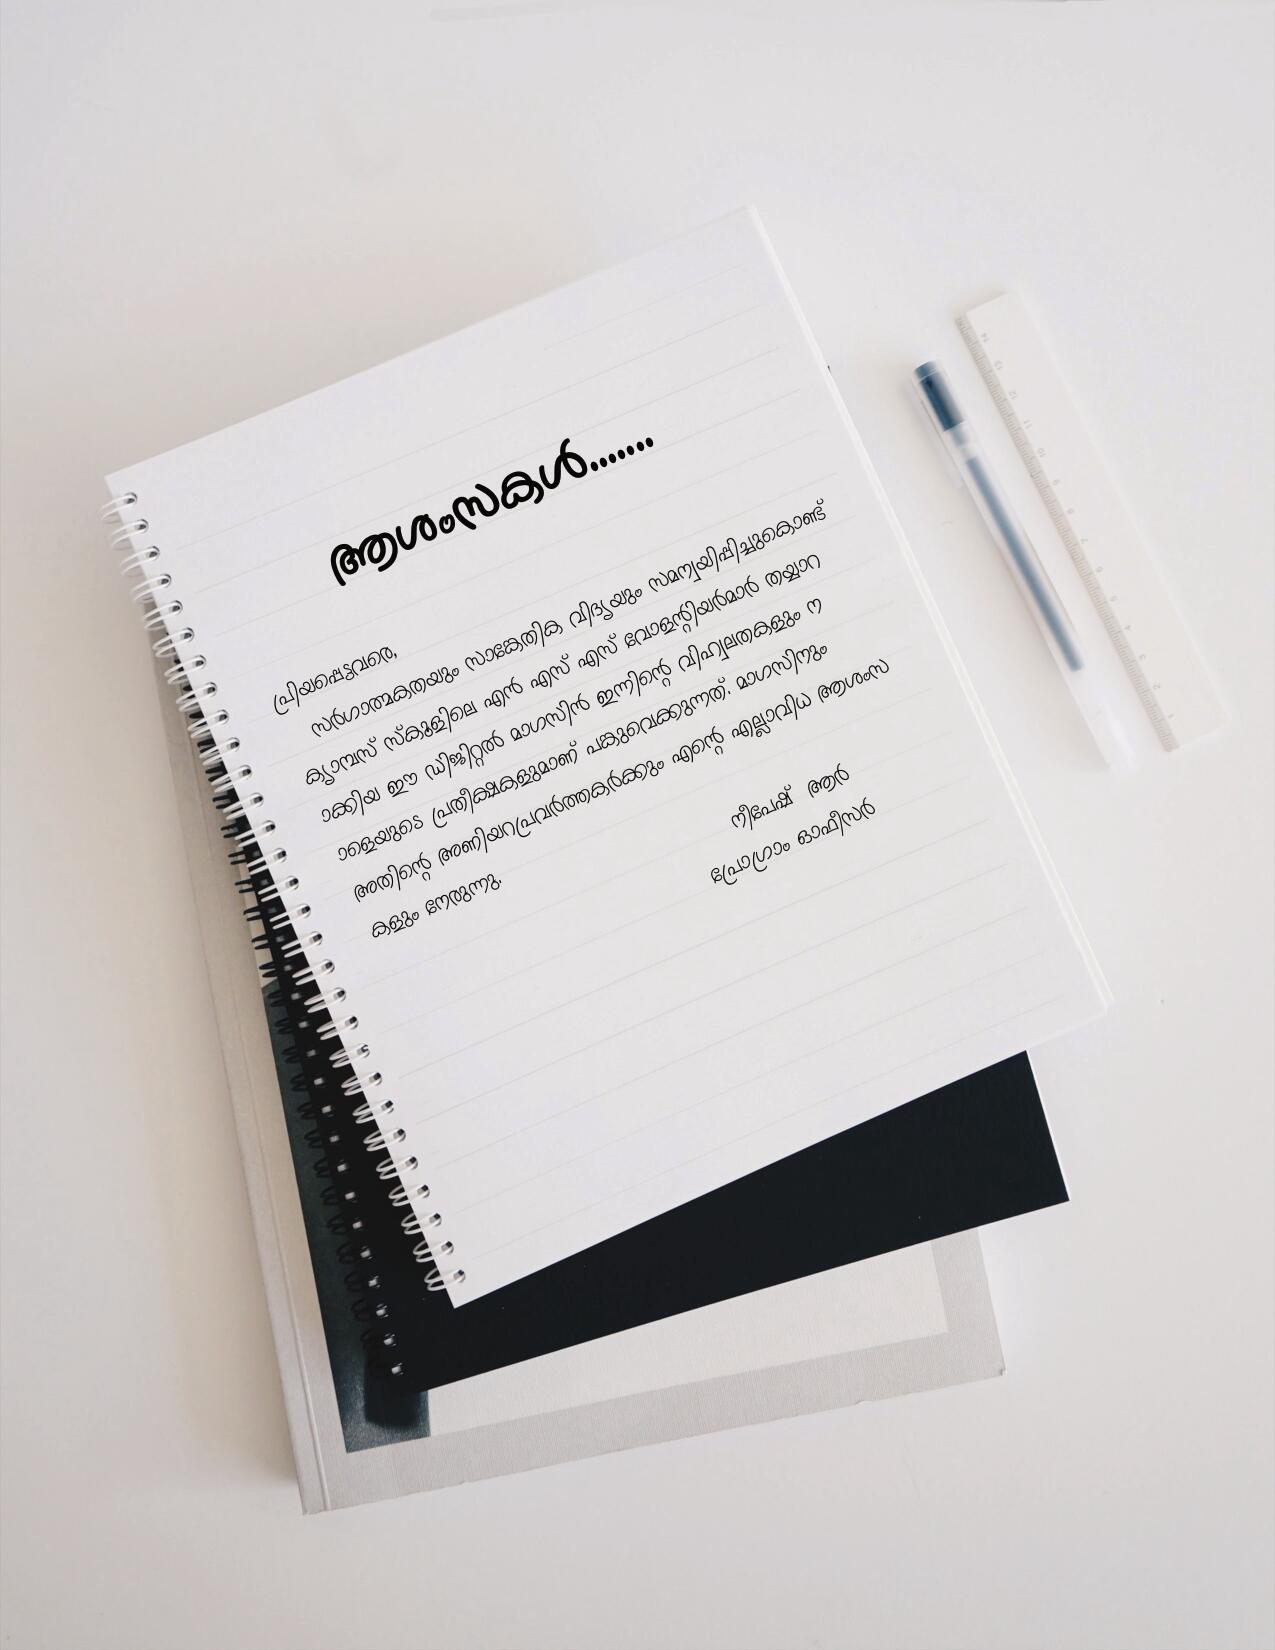 ആശംസകൾ.......
പ്രിയപ്പെട്ടവരെ,
സർഗാത്മകതയും സാങ്കേതിക വിദ്യയും സമന്വയിപ്പിച്ചുകൊണ്ട്
ക്യാമ്പസ് സ്കൂളിലെ എൻ എസ് എസ് വോളന്റിയർമാർ തയ്യാറ
ാക്കിയ ഈ ഡിജിറ്റൽ മാഗസിൻ ഇനിന്റെ വിഹ്വലതകളും ന
ാളെയുടെ പ്രതീക്ഷകളുമാണ് പങ്കുവെക്കുന്നത്. മാഗസിനും
അതിന്റെ അണിയറപ്രവർത്തകർക്കും എന്റെ എല്ലാവിധ ആശംസ
കളും നേരുന്നു.
നീപേഷ് ആർ
പ്രോഗ്രാം ഓഫീസർ